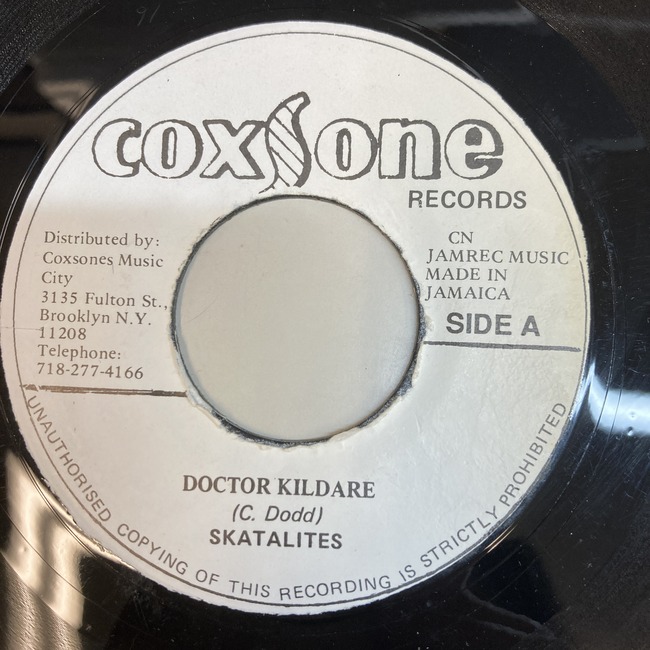 coxsone
RECORDS
Distributed by:
Coxsones Music
City
3135 Fulton St.,
Brooklyn N.Y.
11208
Telephone:
718-277-4166
CN
JAMREC MUSIC
MADE IN
JAMAICA
SIDE A
DOCTOR KILDARE
(C. Dodd)
SKATALITES
UNAUTHORISED COPYING OF THIS RECORDING IS STRICTLY PROHIBITED